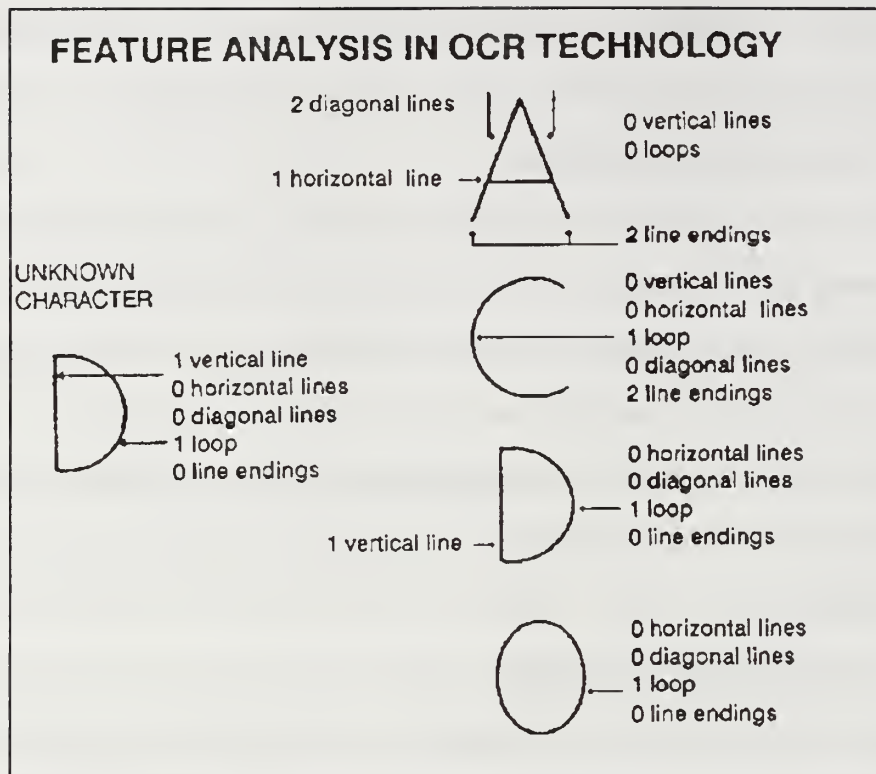 FEATURE ANALYSIS IN OCR TECHNOLOGY
2 diagonal lines
0 vertical lines
0 loops
1 horizontal line
2 line endings
UNKNOWN
CHARACTER
1 vertical line
0 horizontal lines
0 diagonal lines
1 loop
0 line endings
0 vertical lines
0 horizontal lines
1 loop
0 diagonal lines
2 line endings
0 horizontal lines
0 diagonal lines
1 loop
0 line endings
1 vertical line
0 horizontal lines
0 diagonal lines
1 loop
0 line endings